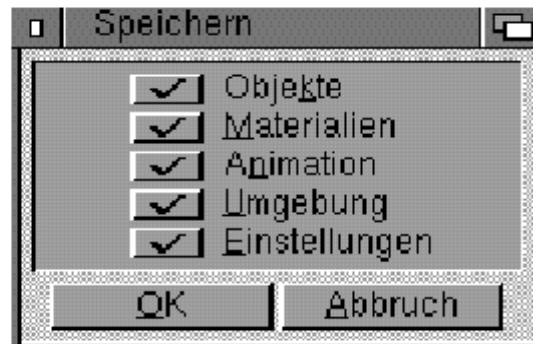 Speichern
Objekte
Materialien
Animation
Umgebung
Einstellungen
OK
Abbruch